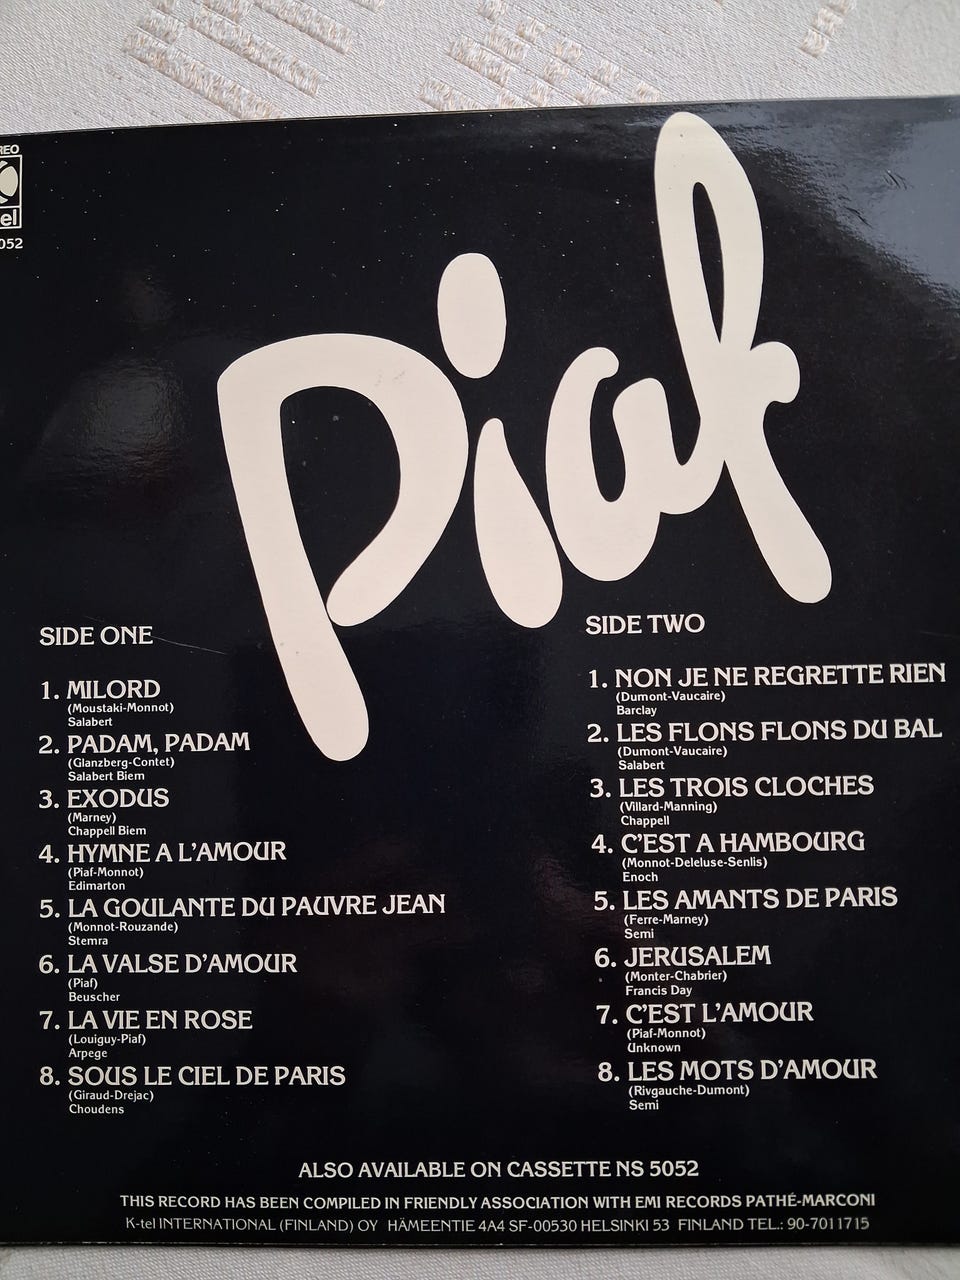 Piaf
SIDE ONE
1. MILORD
(Moustaki-Monnot)
Salabert
2. PADAM, PADAM
(Glanzberg-Contet)
Salabert Biem
3. EXODUS
(Marney)
Chappell Biem
4. HYMNE A L'AMOUR
(Piaf-Monnot)
Edimarton
5. LA GOULANTE DU PAUVRE JEAN
(Monnot-Rouzande)
Stemra
6. LA VALSE D'AMOUR
(Piaf)
Beuscher
7. LA VIE EN ROSE
(Louiguy-Piaf)
Arpege
8. SOUS LE CIEL DE PARIS
(Giraud-Drejac)
Choudens
SIDE TWO
1. NON JE NE REGRETTE RIEN
(Dumont-Vaucaire)
Barclay
2. LES FLONS FLONS DU BAL
(Dumont-Vaucaire)
Salabert
3. LES TROIS CLOCHES
(Villard-Manning)
Chappell
4. C'EST A HAMBOURG
(Monnot-Deleluse-Senlis)
Enoch
5. LES AMANTS DE PARIS
(Ferre-Marney)
Semi
6. JERUSALEM
(Monter-Chabrier)
Francis Day
7. C'EST L'AMOUR
(Piaf-Monnot)
Unknown
8. LES MOTS D'AMOUR
(Rivgauche-Dumont)
Semi
ALSO AVAILABLE ON CASSETTE NS 5052
THIS RECORD HAS BEEN COMPILED IN FRIENDLY ASSOCIATION WITH EMI RECORDS PATHÉ-MARCONI
K-tel INTERNATIONAL (FINLAND) OY HÄMEENTIE 4A4 SF-00530 HELSINKI 53 FINLAND TEL.: 90-7011715